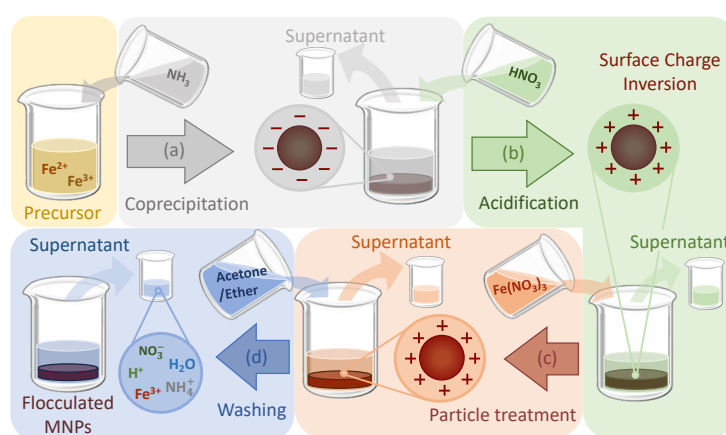 Supernatant
NH₃
HNO₃
Surface Charge
Inversion
Fe²⁺
Fe³⁺
(a)
(b)
Precursor
Coprecipitation
Acidification
− − − − − − − −
+ + + + + + + +
Supernatant
Supernatant
Supernatant
Acetone
/Ether
Fe(NO₃)₃
NO₃⁻
H₂O
H⁺
Fe³⁺
NH₄⁺
(d)
(c)
+ + + + + + + + + +
Flocculated
MNPs
Washing
Particle treatment